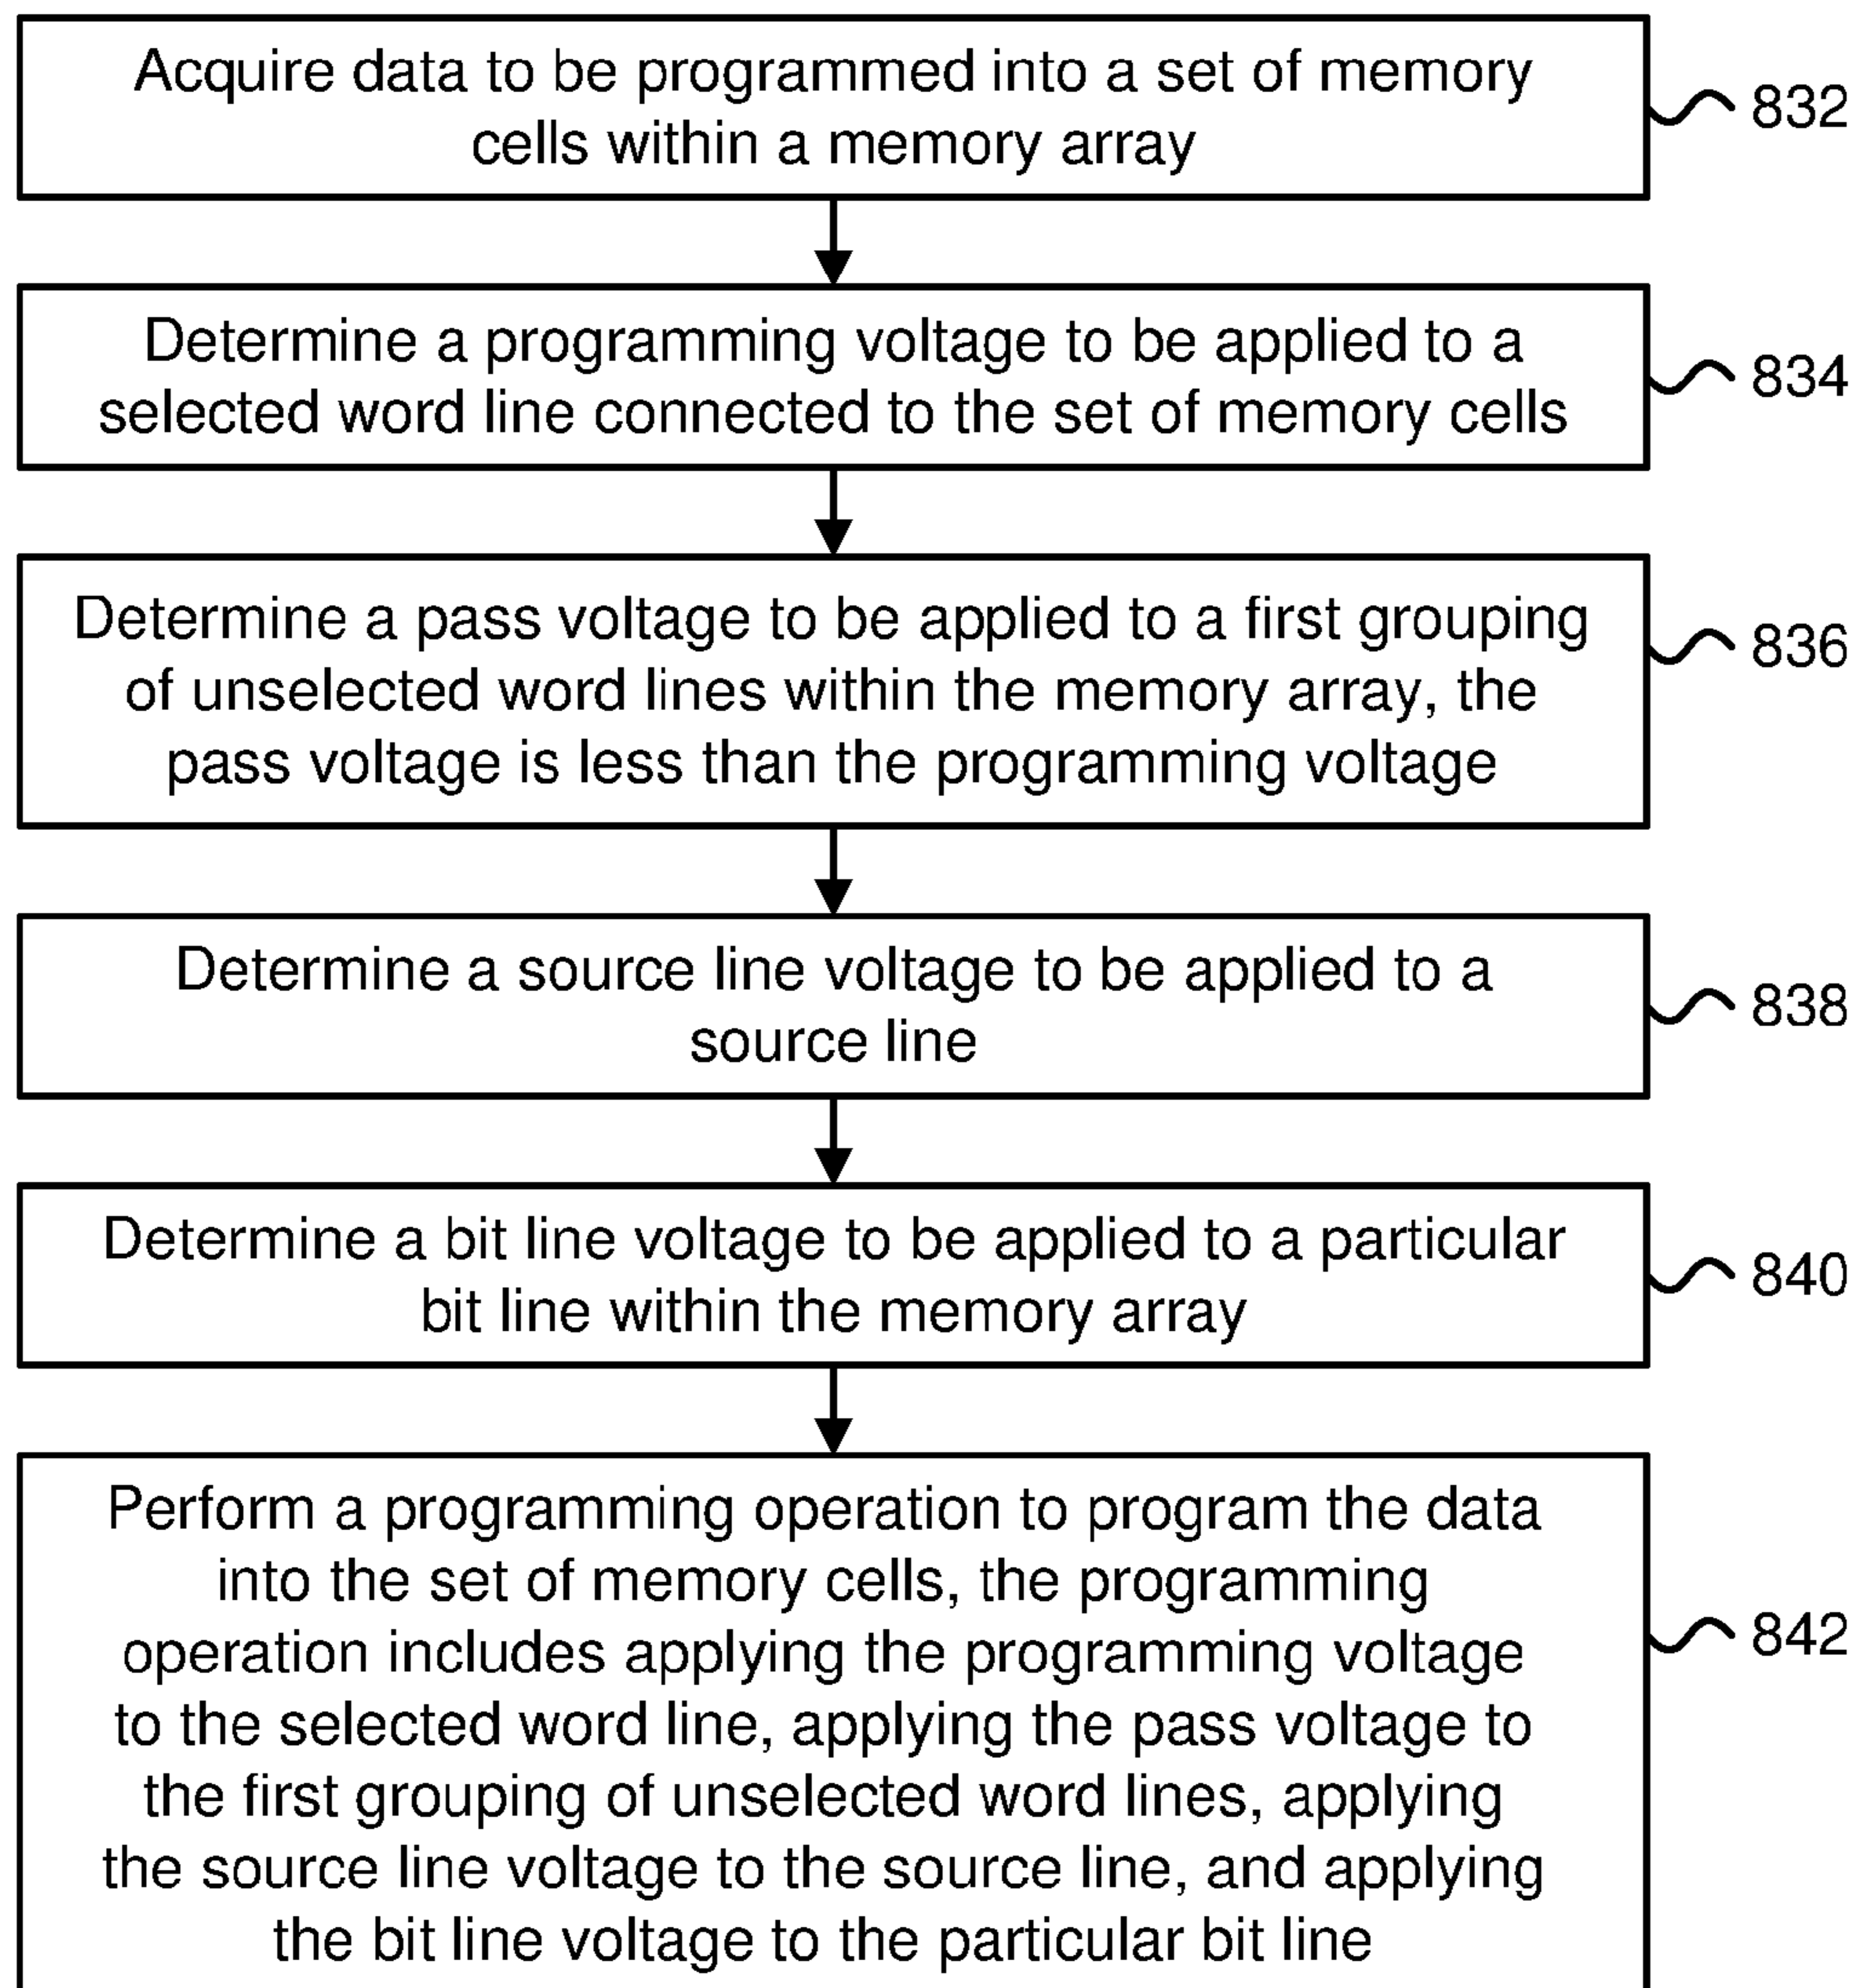 Acquire data to be programmed into a set of memory
cells within a memory array
832
Determine a programming voltage to be applied to a
selected word line connected to the set of memory cells
834
Determine a pass voltage to be applied to a first grouping
of unselected word lines within the memory array, the
pass voltage is less than the programming voltage
836
Determine a source line voltage to be applied to a
source line
838
Determine a bit line voltage to be applied to a particular
bit line within the memory array
840
Perform a programming operation to program the data
into the set of memory cells, the programming
operation includes applying the programming voltage
to the selected word line, applying the pass voltage to
the first grouping of unselected word lines, applying
the source line voltage to the source line, and applying
the bit line voltage to the particular bit line
842